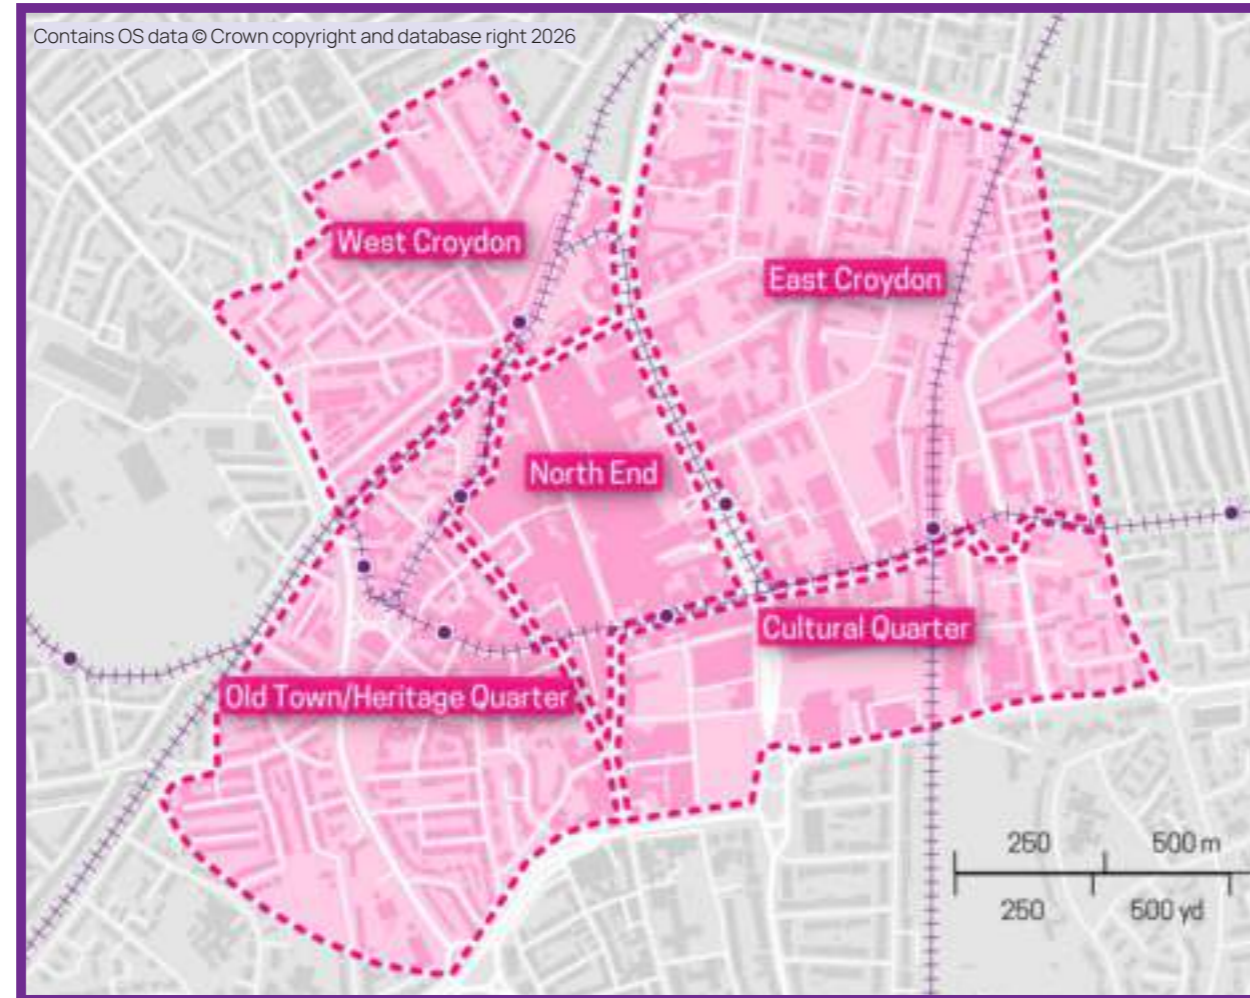 Contains OS data © Crown copyright and database right 2026
West Croydon
East Croydon
North End
Cultural Quarter
Old Town/Heritage Quarter
250 500 m
250 500 yd